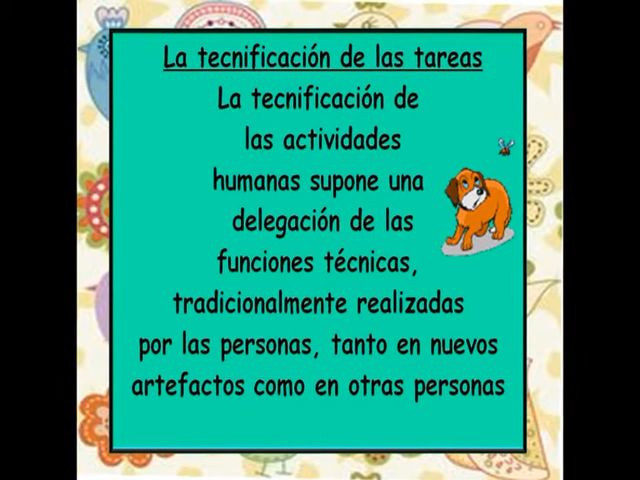 La tecnificación de las tareas
La tecnificación de
las actividades
humanas supone una
delegación de las
funciones técnicas,
tradicionalmente realizadas
por las personas, tanto en nuevos
artefactos como en otras personas